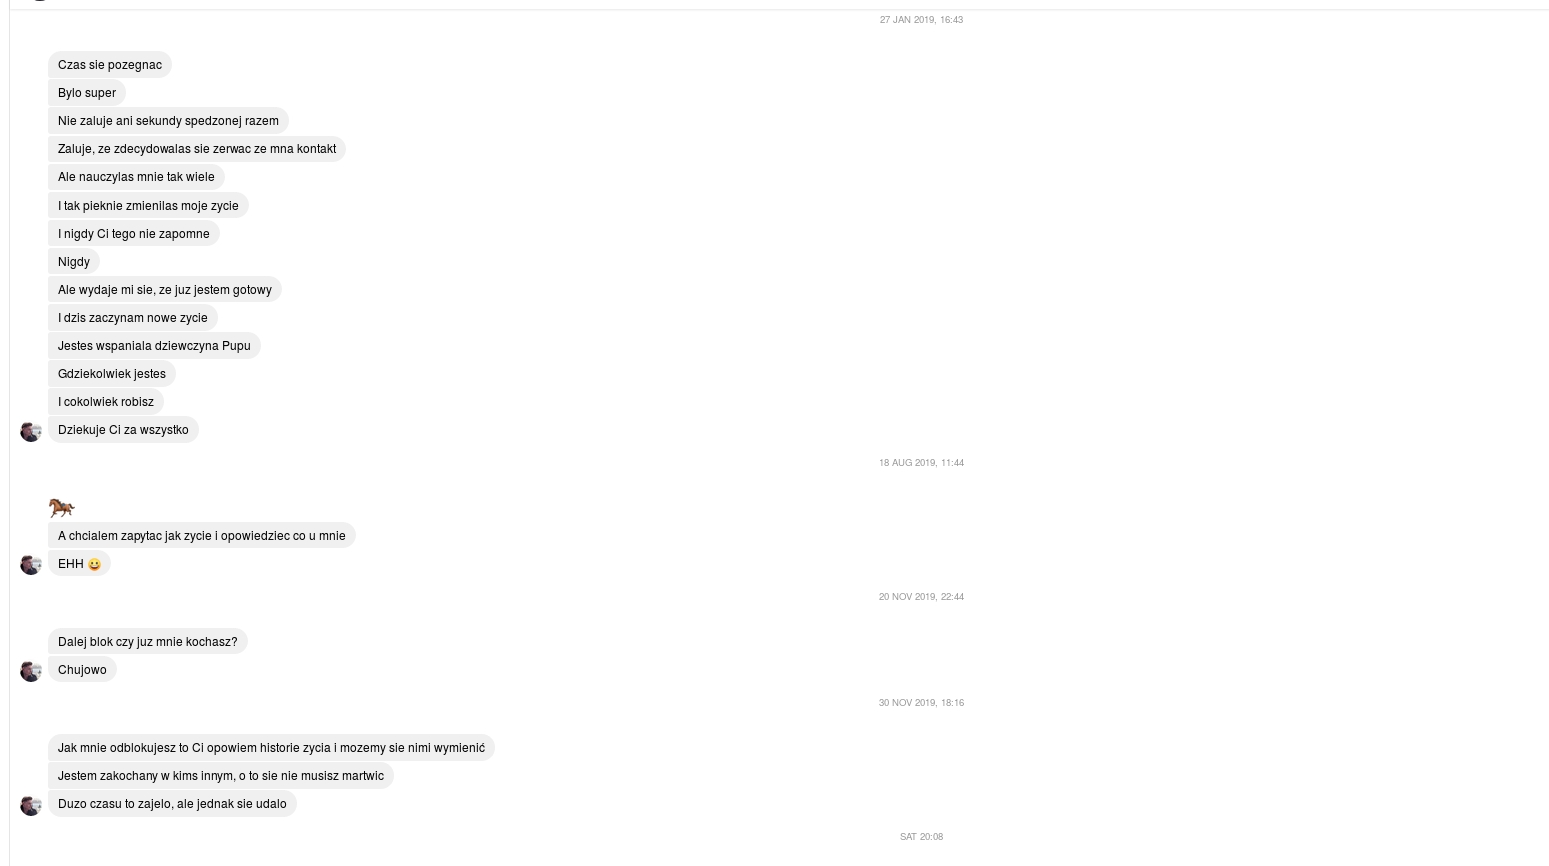 27 JAN 2019, 16:43
Czas sie pozegnac
Bylo super
Nie zaluje ani sekundy spedzonej razem
Zaluje, ze zdecydowalas sie zerwac ze mna kontakt
Ale nauczylas mnie tak wiele
I tak pieknie zmienilas moje zycie
I nigdy Ci tego nie zapomne
Nigdy
Ale wydaje mi sie, ze juz jestem gotowy
I dzis zaczynam nowe zycie
Jestes wspaniala dziewczyna Pupu
Gdziekolwiek jestes
I cokolwiek robisz
Dziekuje Ci za wszystko
18 AUG 2019, 11:44
🐎
A chcialem zapytac jak zycie i opowiedziec co u mnie
EHH 😀
20 NOV 2019, 22:44
Dalej blok czy juz mnie kochasz?
Chujowo
30 NOV 2019, 18:16
Jak mnie odblokujesz to Ci opowiem historie zycia i mozemy sie nimi wymienić
Jestem zakochany w kims innym, o to sie nie musisz martwic
Duzo czasu to zajelo, ale jednak sie udalo
SAT 20:08